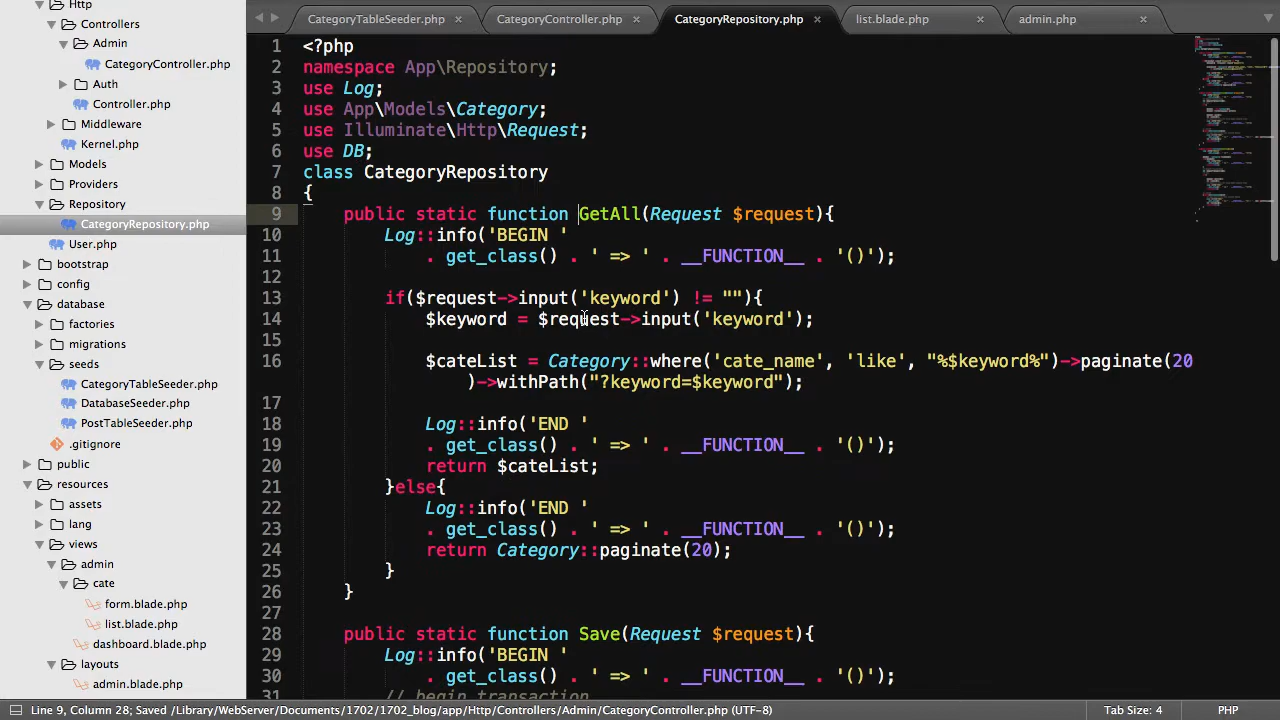 Http
Controllers
Admin
CategoryController.php
Auth
Controller.php
Middleware
Kernel.php
Models
Providers
Repository
CategoryRepository.php
User.php
bootstrap
config
database
factories
migrations
seeds
CategoryTableSeeder.php
DatabaseSeeder.php
PostTableSeeder.php
.gitignore
public
resources
assets
lang
views
admin
cate
form.blade.php
list.blade.php
dashboard.blade.php
layouts
admin.blade.php
CategoryTableSeeder.php × CategoryController.php × CategoryRepository.php × list.blade.php × admin.php ×
1 <?php
2 namespace App\Repository;
3 use Log;
4 use App\Models\Category;
5 use Illuminate\Http\Request;
6 use DB;
7 class CategoryRepository
8 {
9 public static function GetAll(Request $request){
10 Log::info('BEGIN '
11 . get_class() . ' => ' . __FUNCTION__ . '()');
12
13 if($request->input('keyword') != ""){
14 $keyword = $request->input('keyword');
15
16 $cateList = Category::where('cate_name', 'like', "%$keyword%")->paginate(20
)->withPath("?keyword=$keyword");
17
18 Log::info('END '
19 . get_class() . ' => ' . __FUNCTION__ . '()');
20 return $cateList;
21 }else{
22 Log::info('END '
23 . get_class() . ' => ' . __FUNCTION__ . '()');
24 return Category::paginate(20);
25 }
26 }
27
28 public static function Save(Request $request){
29 Log::info('BEGIN '
30 . get_class() . ' => ' . __FUNCTION__ . '()');
31 // begin transaction
Line 9, Column 28; Saved /Library/WebServer/Documents/1702/1702_blog/app/Http/Controllers/Admin/CategoryController.php (UTF-8) Tab Size: 4 PHP